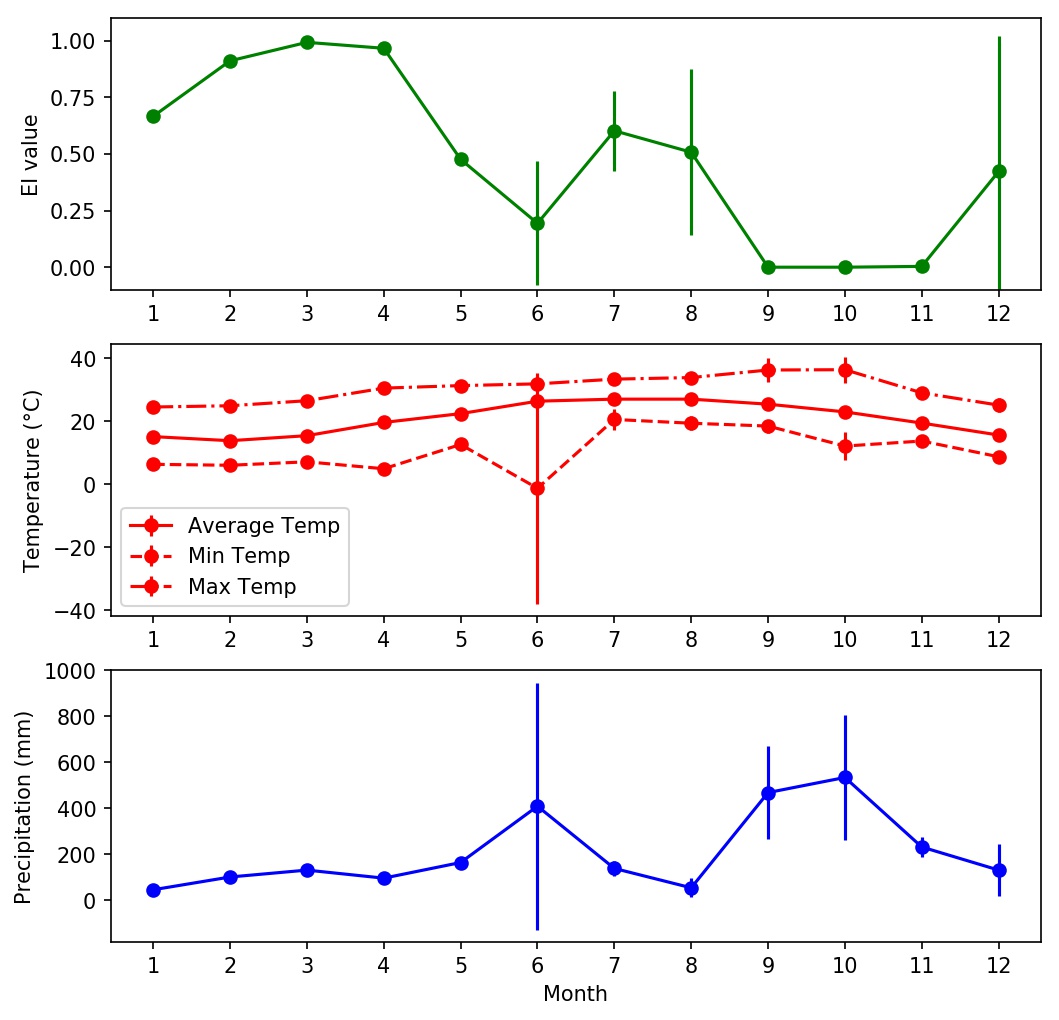 1.00
0.75
0.50
0.25
0.00
EI value
1 2 3 4 5 6 7 8 9 10 11 12
40
20
0
−20
−40
Temperature (°C)
Average Temp
Min Temp
Max Temp
1 2 3 4 5 6 7 8 9 10 11 12
1000
800
600
400
200
0
Precipitation (mm)
1 2 3 4 5 6 7 8 9 10 11 12
Month